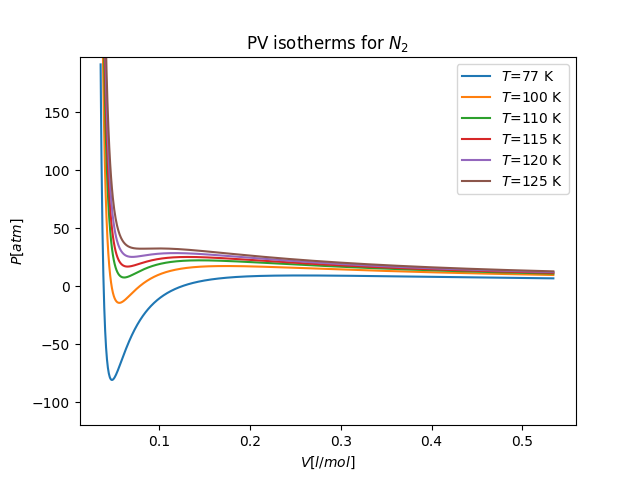 PV isotherms for N₂
T=77 K
T=100 K
T=110 K
T=115 K
T=120 K
T=125 K
150
100
50
0
−50
−100
P[atm]
0.1 0.2 0.3 0.4 0.5
V[l/mol]